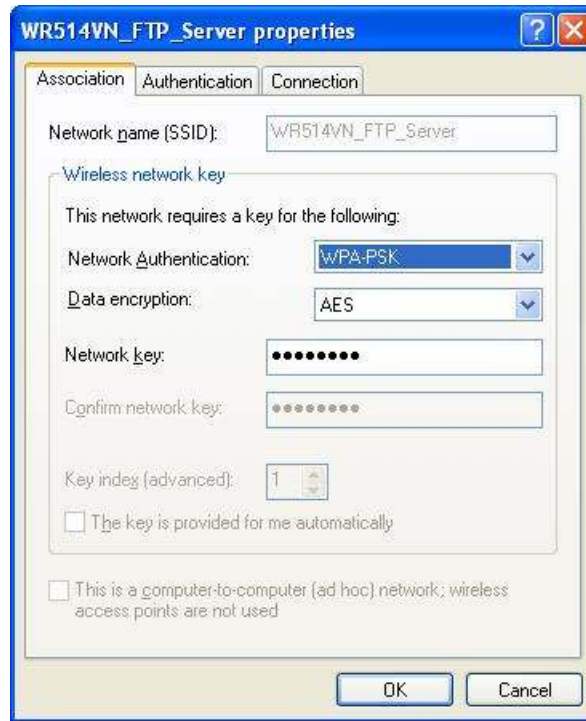 WR514VN_FTP_Server properties
Association Authentication Connection
Network name (SSID): WR514VN_FTP_Server
Wireless network key
This network requires a key for the following:
Network Authentication: WPA-PSK
Data encryption: AES
Network key: ●●●●●●●●
Confirm network key: ●●●●●●●●
Key index (advanced): 1
The key is provided for me automatically
This is a computer-to-computer (ad hoc) network; wireless
access points are not used
OK Cancel